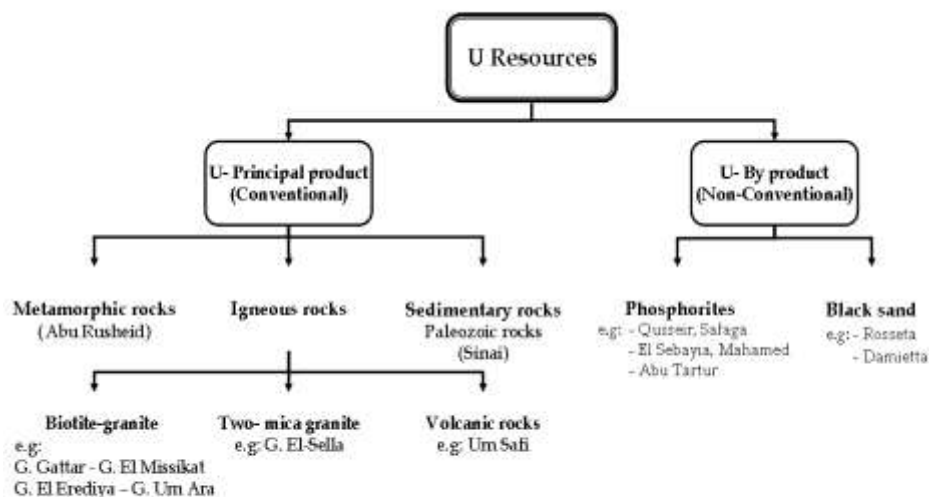 U Resources
U- Principal product
(Conventional)
U- By product
(Non-Conventional)
Metamorphic rocks
(Abu Rusheid)
Igneous rocks
Sedimentary rocks
Paleozoic rocks
(Sinai)
Phosphorites
e.g: - Qusseir, Safaga
- El Sebayia, Mahamed
- Abu Tartur
Black sand
e.g: - Rosseta
- Damietta
Biotite-granite
e.g:
G. Gattar - G. El Missikat
G. El Erediya – G. Um Ara
Two- mica granite
e.g: G. El-Sella
Volcanic rocks
e.g: Um Safi